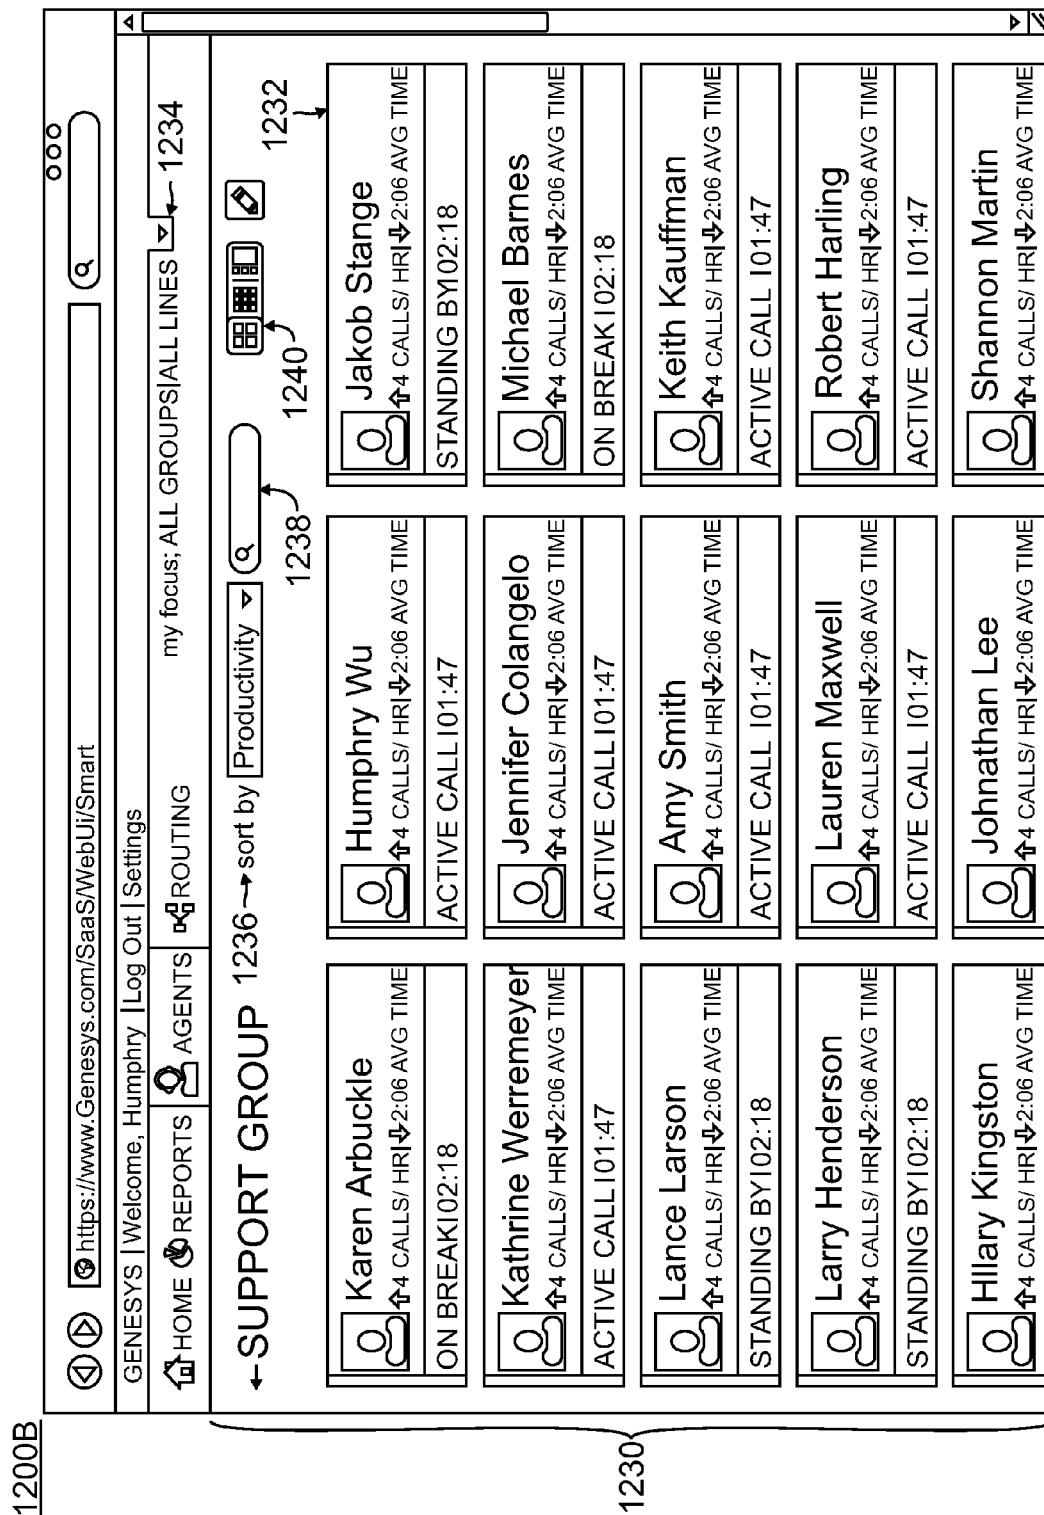 1200B
https://www.Genesys.com/SaaS/WebUi/Smart
GENESYS | Welcome, Humphry | Log Out | Settings
HOME REPORTS AGENTS ROUTING my focus; ALL GROUPS|ALL LINES 1234
←SUPPORT GROUP 1236 sort by Productivity
1238 1240 1232
Karen Arbuckle
⇧4 CALLS/ HR|⇩2:06 AVG TIME
ON BREAK|02:18
Humphry Wu
⇧4 CALLS/ HR|⇩2:06 AVG TIME
ACTIVE CALL |01:47
Jakob Stange
⇧4 CALLS/ HR|⇩2:06 AVG TIME
STANDING BY|02:18
Kathrine Werremeyer
⇧4 CALLS/ HR|⇩2:06 AVG TIME
ACTIVE CALL|01:47
Jennifer Colangelo
⇧4 CALLS/ HR|⇩2:06 AVG TIME
ACTIVE CALL |01:47
Michael Barnes
⇧4 CALLS/ HR|⇩2:06 AVG TIME
ON BREAK |02:18
1230
Lance Larson
⇧4 CALLS/ HR|⇩2:06 AVG TIME
STANDING BY|02:18
Amy Smith
⇧4 CALLS/ HR|⇩2:06 AVG TIME
ACTIVE CALL |01:47
Keith Kauffman
⇧4 CALLS/ HR|⇩2:06 AVG TIME
ACTIVE CALL |01:47
Larry Henderson
⇧4 CALLS/ HR|⇩2:06 AVG TIME
STANDING BY|02:18
Lauren Maxwell
⇧4 CALLS/ HR|⇩2:06 AVG TIME
ACTIVE CALL |01:47
Robert Harling
⇧4 CALLS/ HR|⇩2:06 AVG TIME
ACTIVE CALL |01:47
HIlary Kingston
⇧4 CALLS/ HR|⇩2:06 AVG TIME
Johnathan Lee
⇧4 CALLS/ HR|⇩2:06 AVG TIME
Shannon Martin
⇧4 CALLS/ HR|⇩2:06 AVG TIME